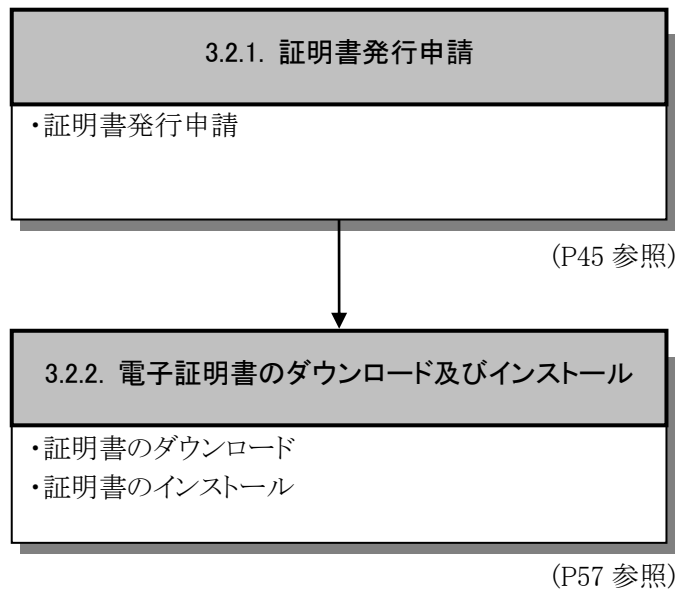 3.2.1. 証明書発行申請
・証明書発行申請
(P45 参照)
3.2.2. 電子証明書のダウンロード及びインストール
・証明書のダウンロード
・証明書のインストール
(P57 参照)